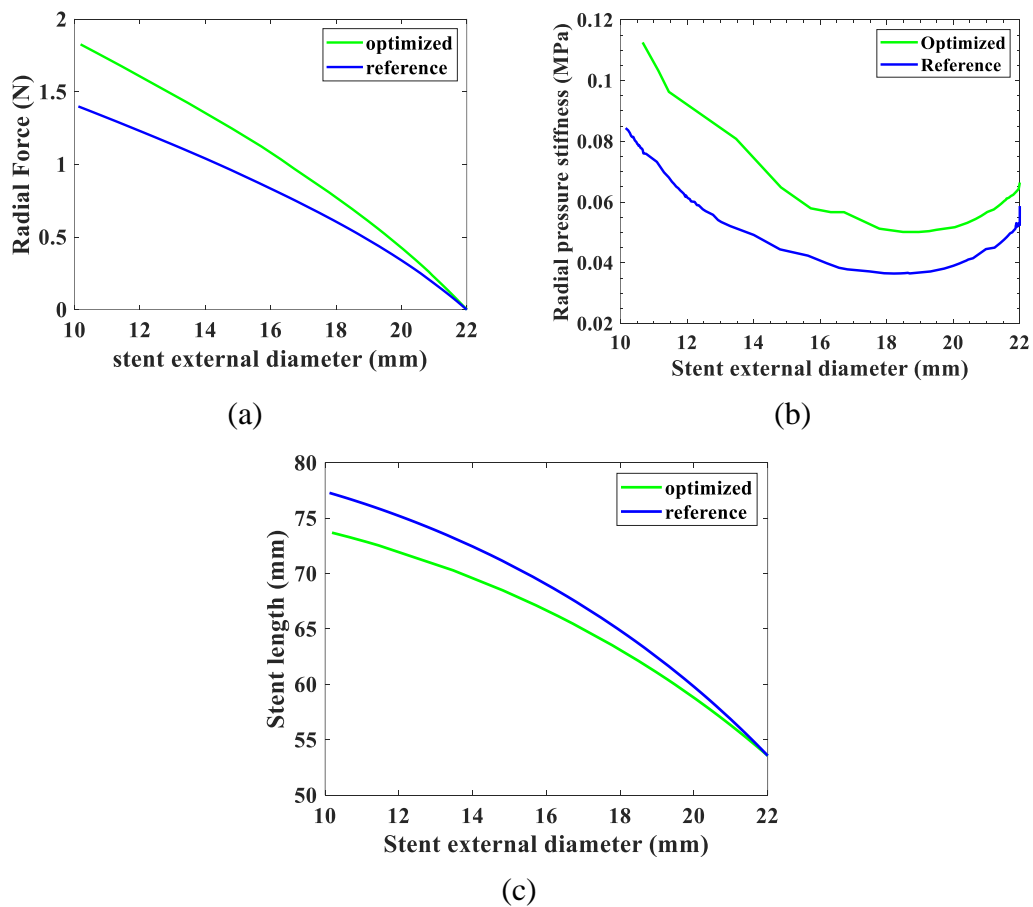 Radial Force (N)
2
1.5
1
0.5
0
optimized
reference
10 12 14 16 18 20 22
stent external diameter (mm)
(a)
Radial pressure stiffness (MPa)
0.12
0.1
0.08
0.06
0.04
0.02
Optimized
Reference
10 12 14 16 18 20 22
Stent external diameter (mm)
(b)
Stent length (mm)
80
75
70
65
60
55
50
optimized
reference
10 12 14 16 18 20 22
Stent external diameter (mm)
(c)